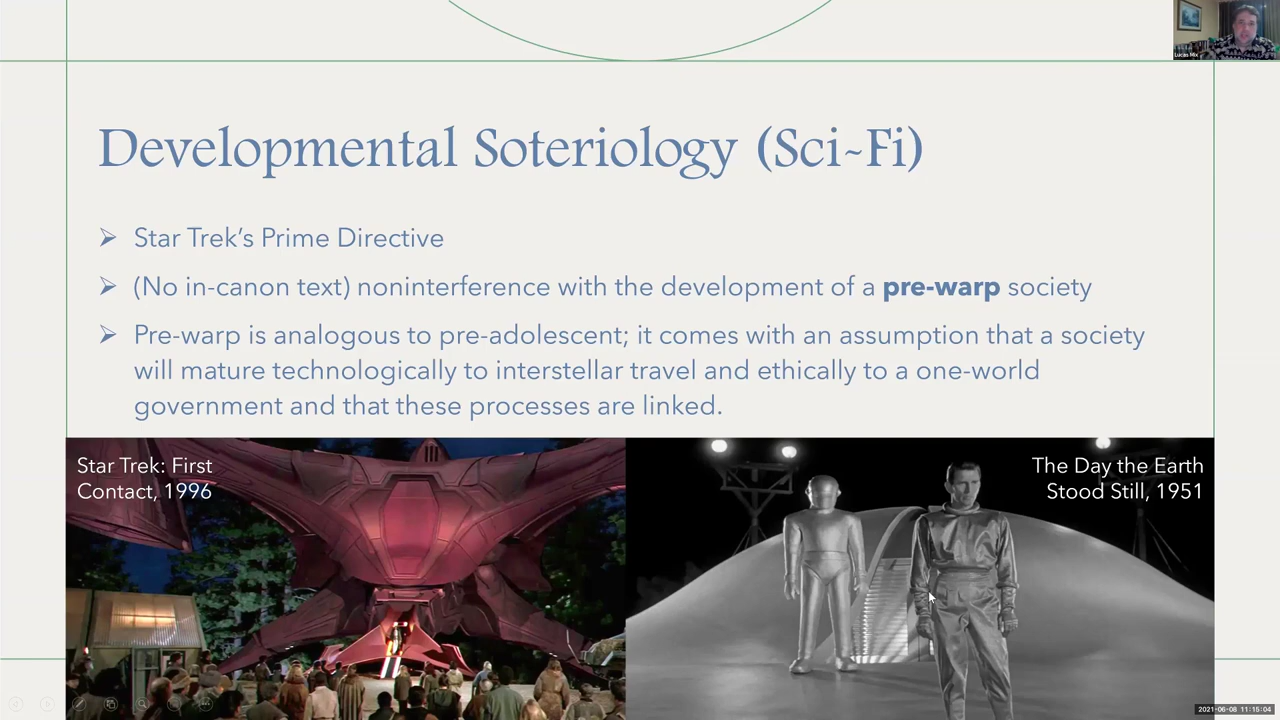 Lucas Mix
Developmental Soteriology (Sci-Fi)
Star Trek’s Prime Directive
(No in-canon text) noninterference with the development of a pre-warp society
Pre-warp is analogous to pre-adolescent; it comes with an assumption that a society
will mature technologically to interstellar travel and ethically to a one-world
government and that these processes are linked.
Star Trek: First
Contact, 1996
The Day the Earth
Stood Still, 1951
2021-06-08 11:15:04